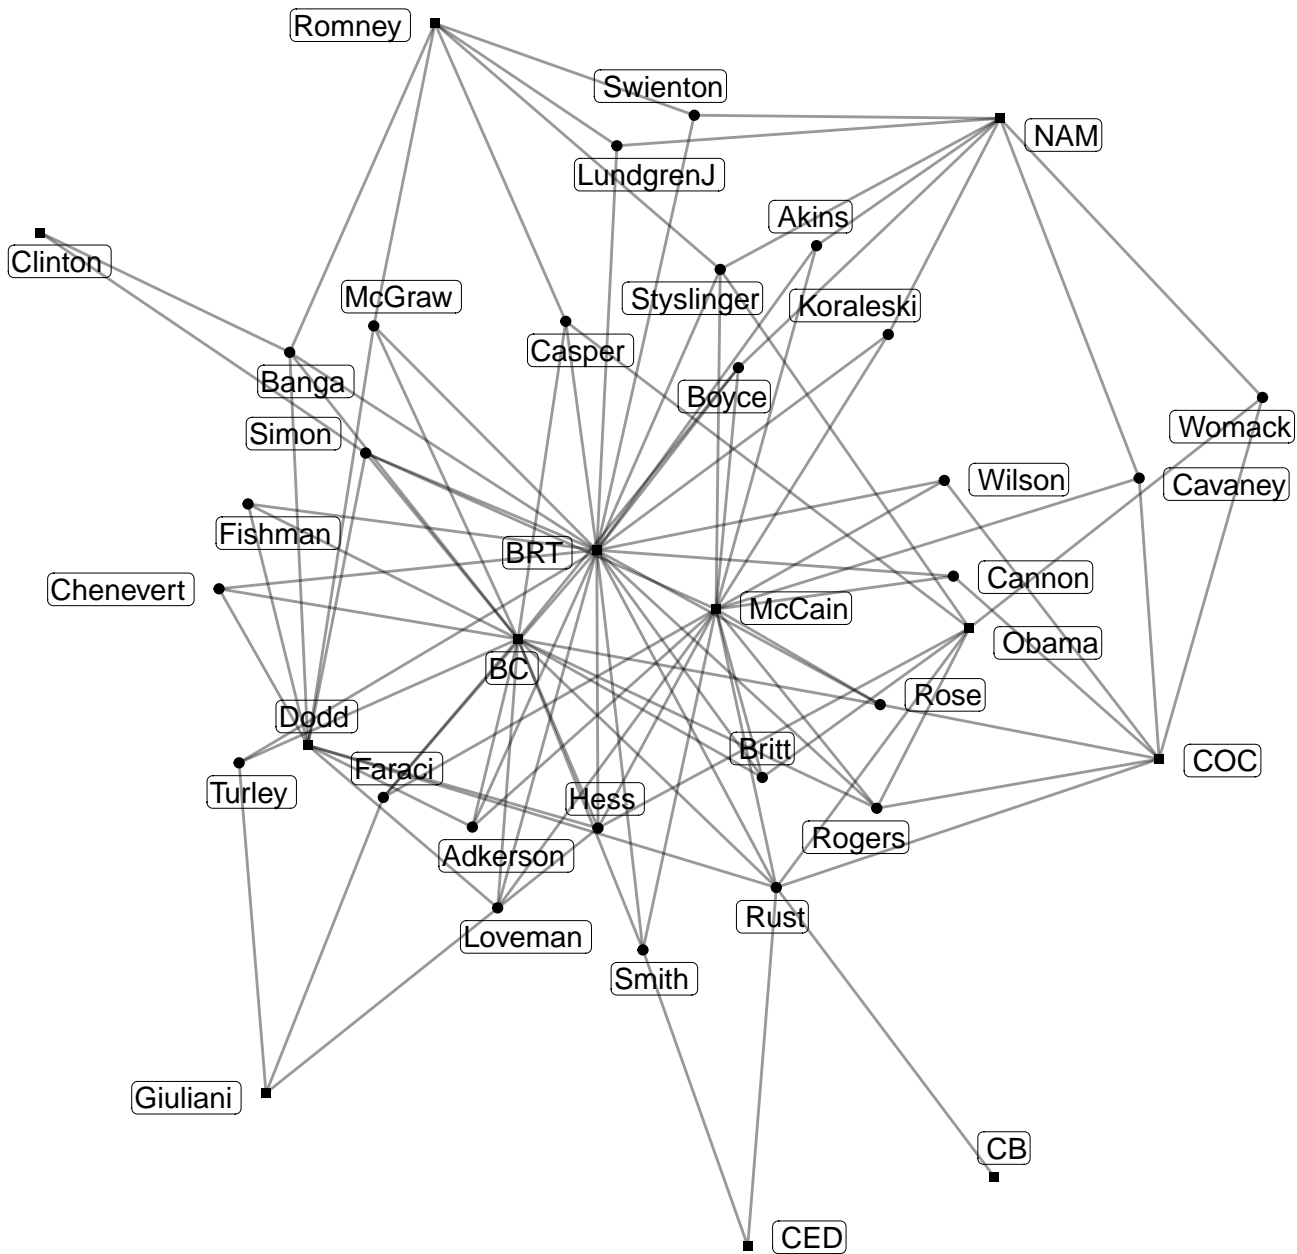 Romney
Swienton
NAM
LundgrenJ
Akins
Clinton
McGraw
Styslinger
Koraleski
Casper
Banga
Boyce
Womack
Simon
Wilson
Cavaney
Fishman
BRT
Chenevert
Cannon
McCain
Obama
BC
Rose
Dodd
Britt
COC
Faraci
Turley
Hess
Rogers
Adkerson
Rust
Loveman
Smith
Giuliani
CB
CED